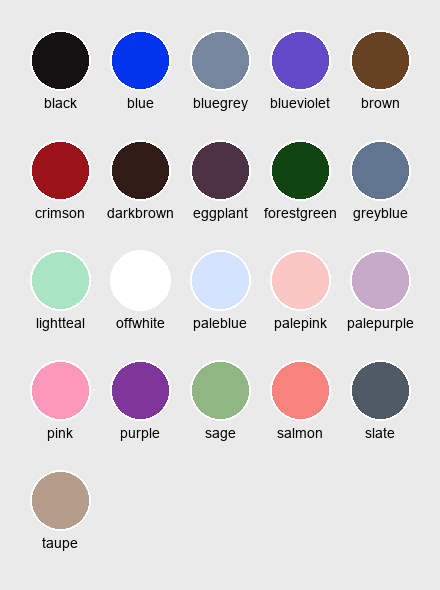 black blue bluegrey blueviolet brown
crimson darkbrown eggplant forestgreen greyblue
lightteal offwhite paleblue palepink palepurple
pink purple sage salmon slate
taupe